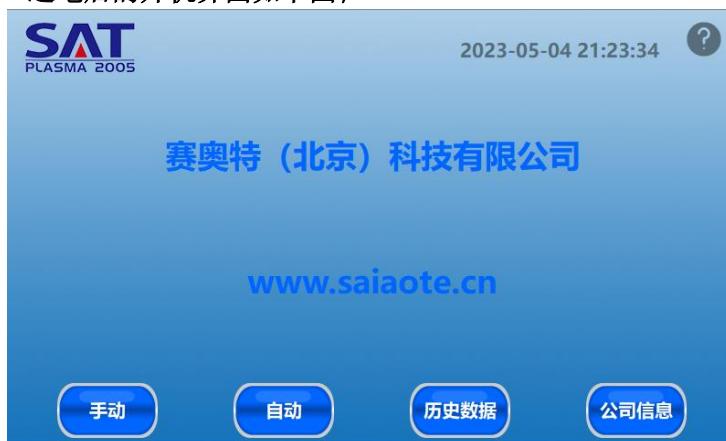 SAT
PLASMA 2005
2023-05-04 21:23:34
?
赛奥特（北京）科技有限公司
www.saiaote.cn
手动
自动
历史数据
公司信息